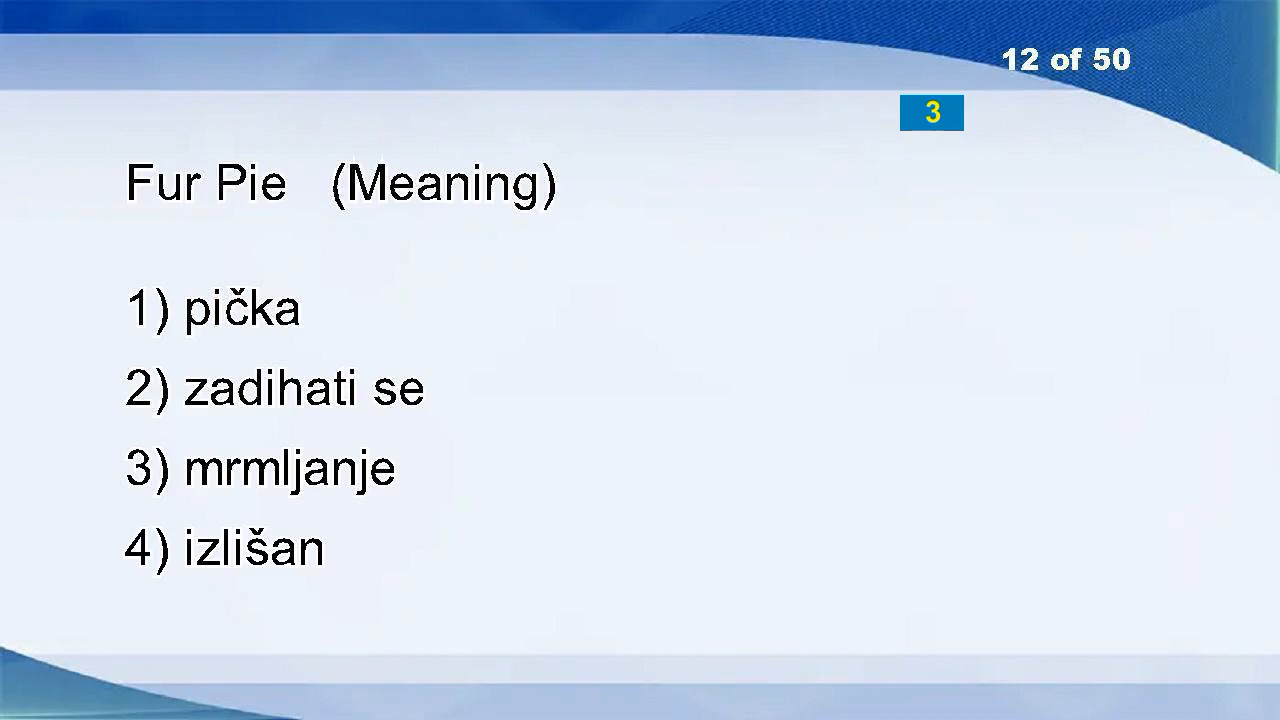 12 of 50
3
Fur Pie (Meaning)
1) pička
2) zadihati se
3) mrmljanje
4) izlišan